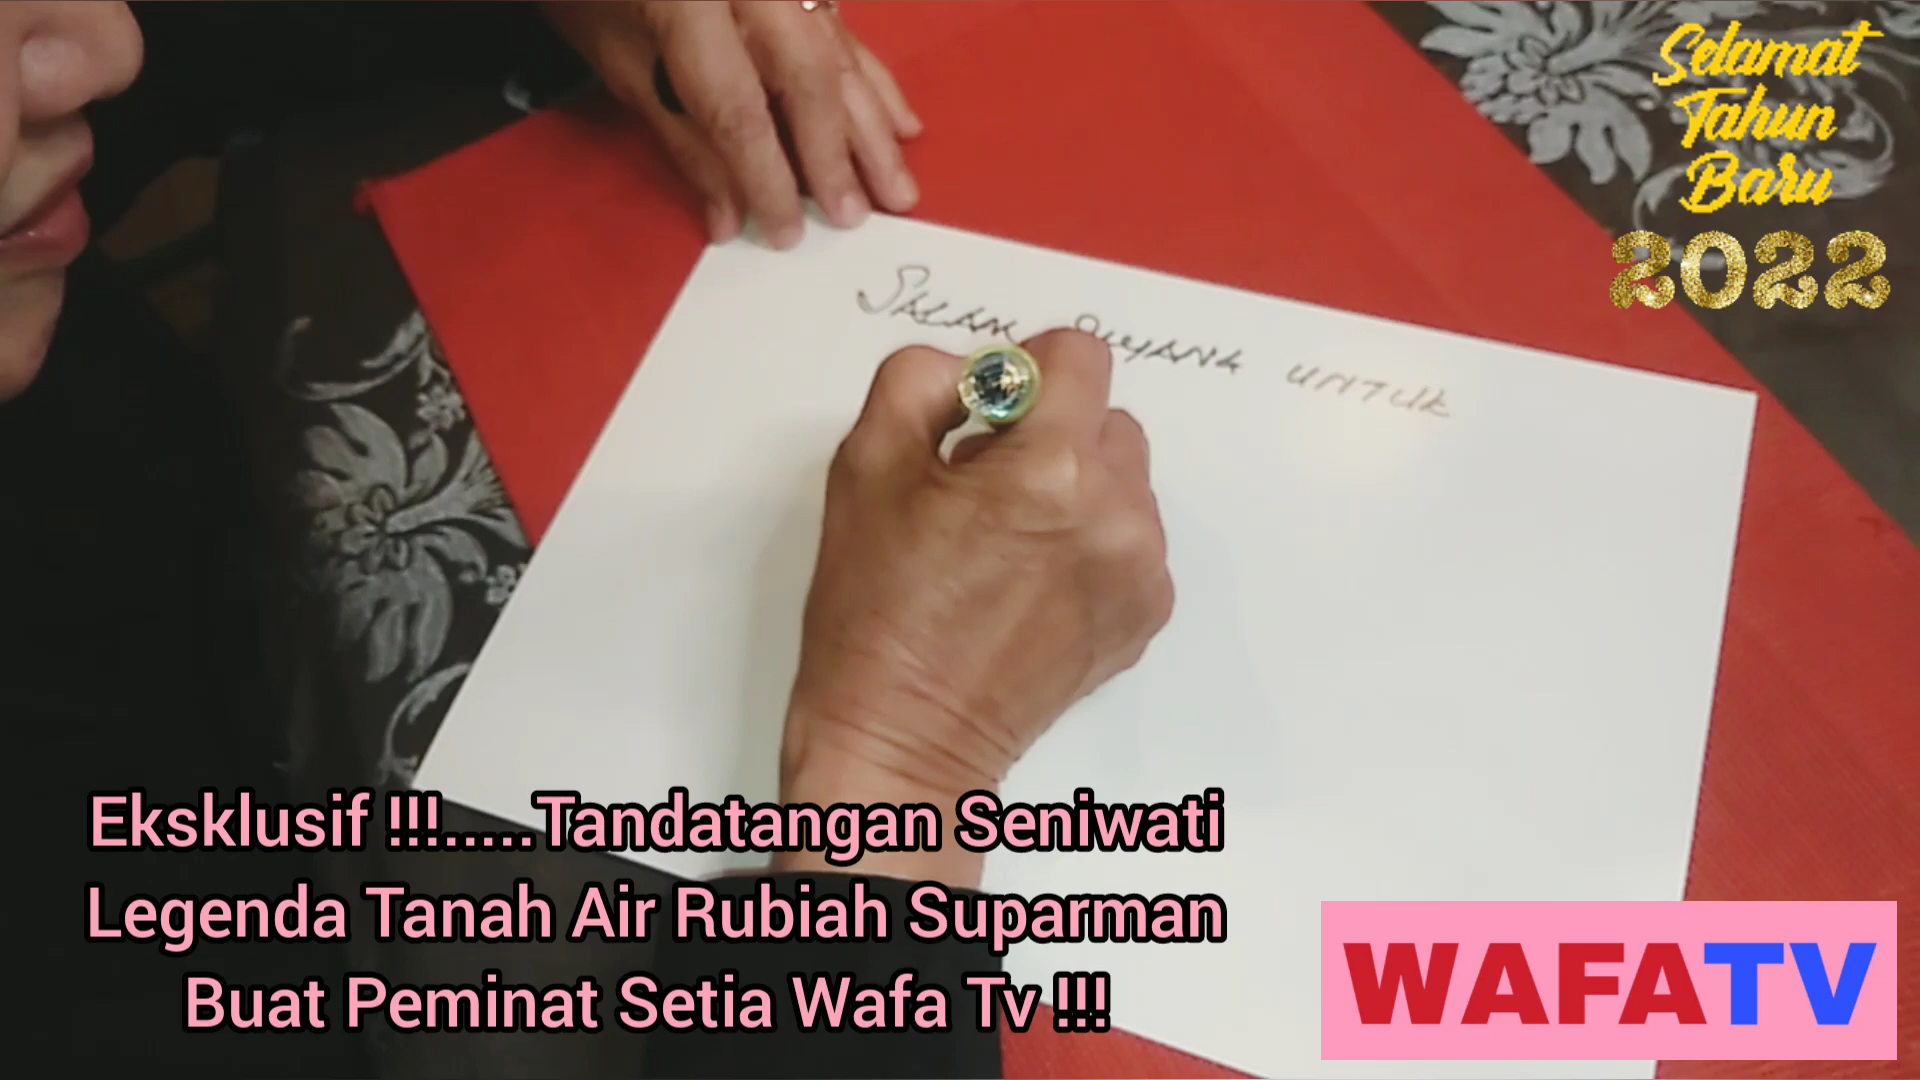 Selamat
Tahun
Baru
2022
SALAM SAYANG UNTUK
Eksklusif !!!.....Tandatangan Seniwati
Legenda Tanah Air Rubiah Suparman
Buat Peminat Setia Wafa Tv !!!
WAFATV